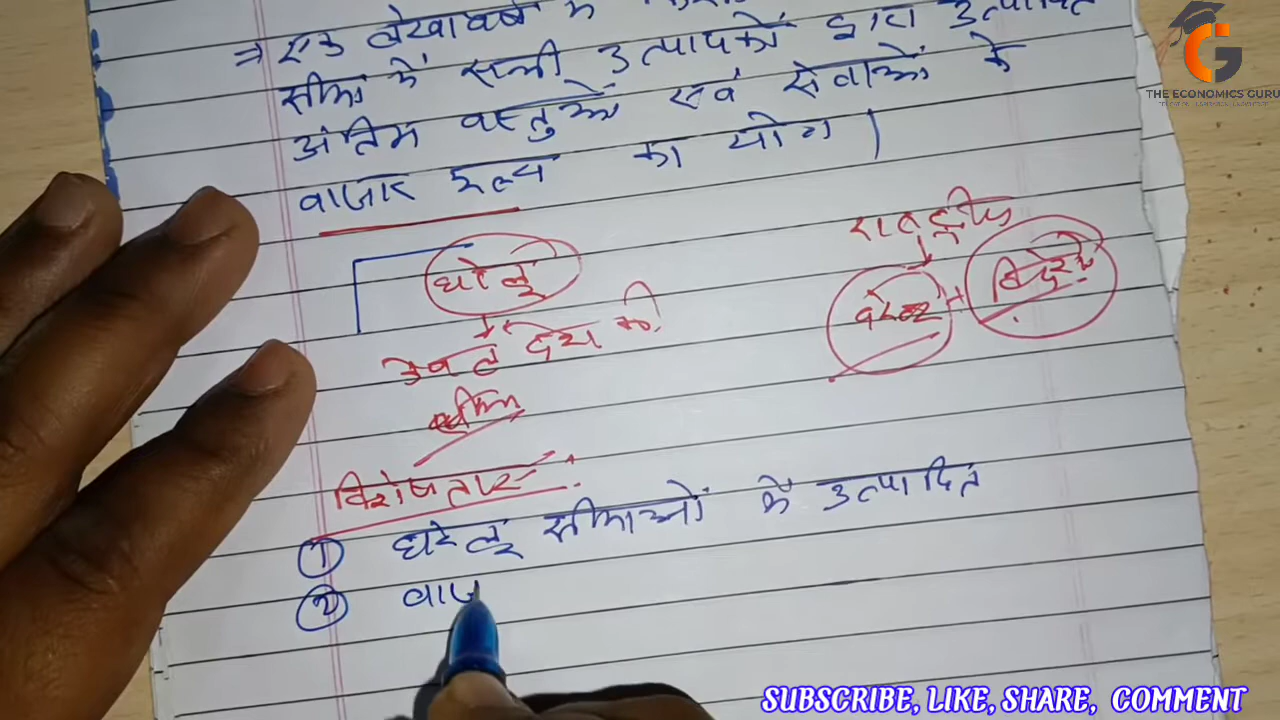 ⇒ एक लेखावर्ष में
सीमा में सभी उत्पादकों द्वारा उत्पादित
अंतिम वस्तुओं एवं सेवाओं के
बाजार मूल्य का योग |
राष्ट्रीय
घरेलू
घरेलू + विदेशी
केवल देश की
सीमा
विशेषताएँ :
① घरेलू सीमाओं में उत्पादित
② बाज
G
THE ECONOMICS GURU
SUBSCRIBE, LIKE, SHARE, COMMENT